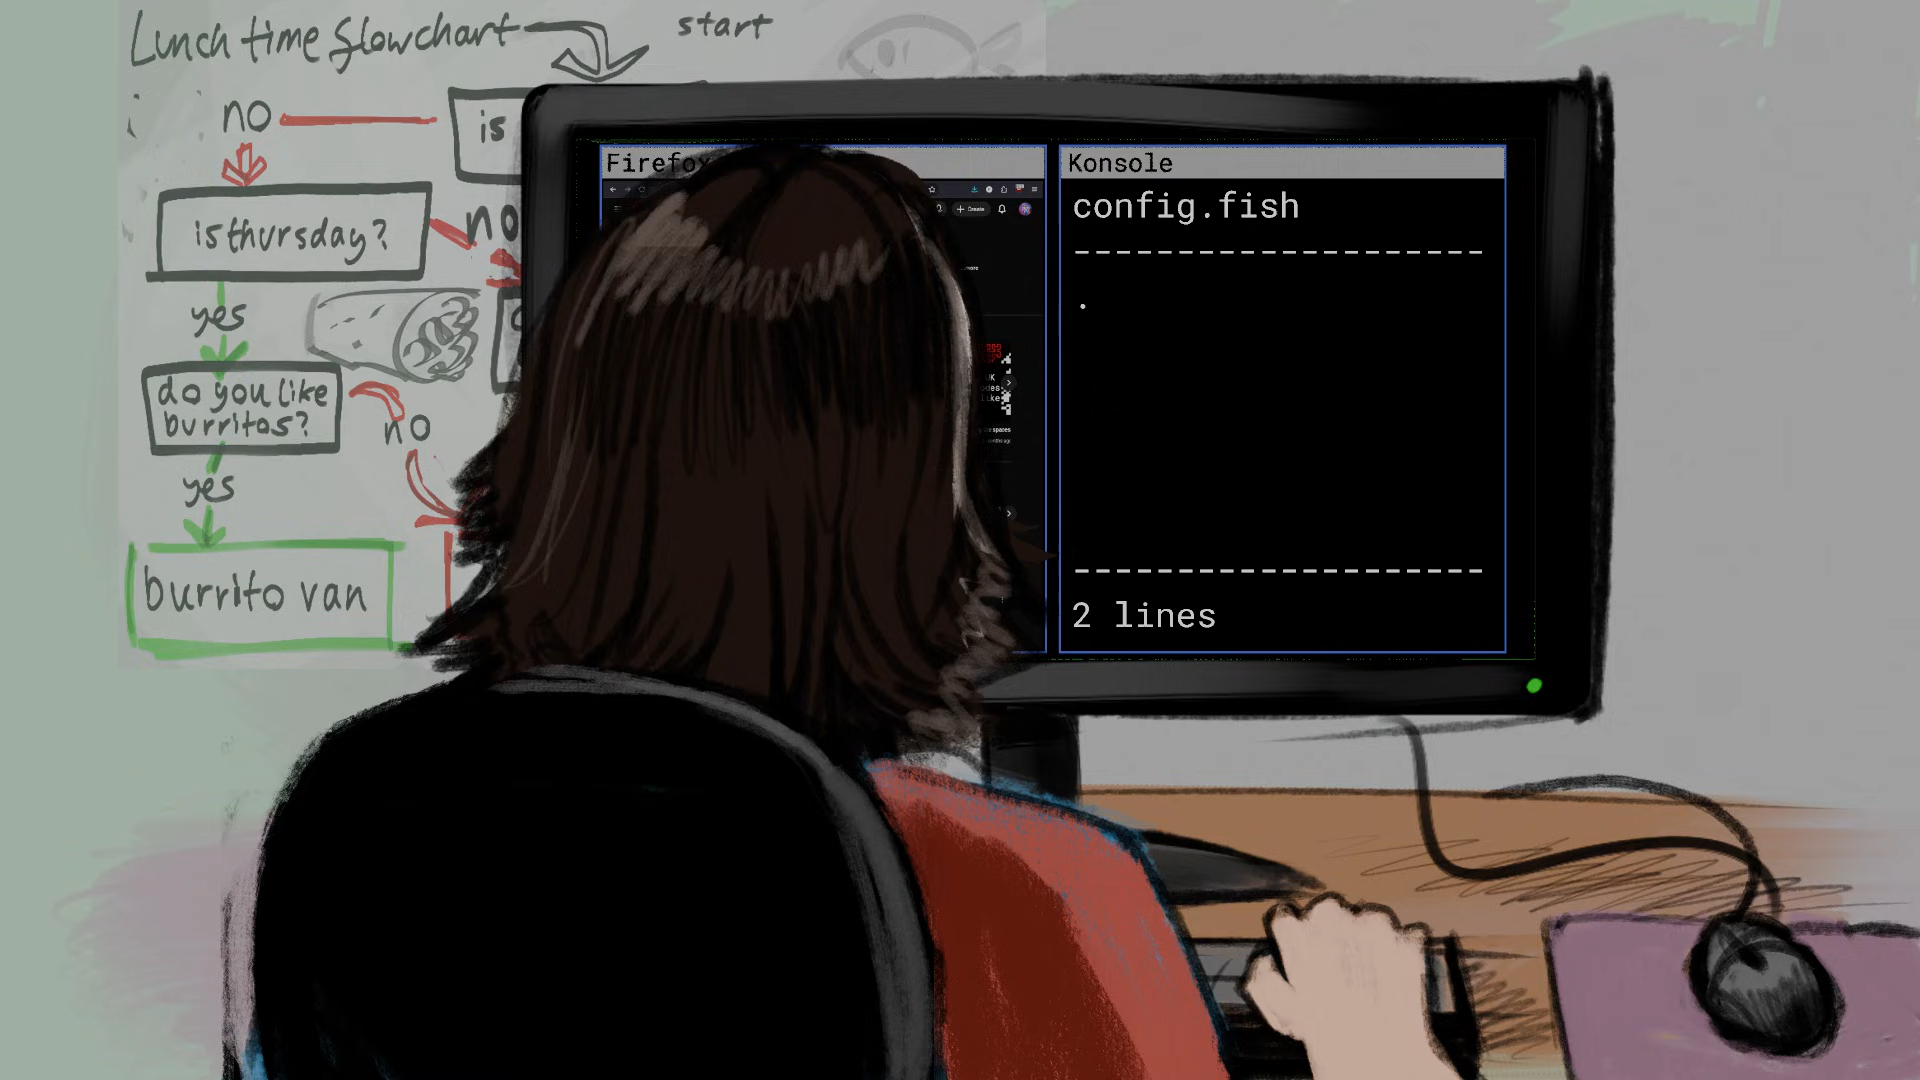 Lunch time flowchart
start
no
is
is thursday?
no
yes
do you like
burritos?
no
yes
burrito van
Firefox
Create
Konsole
config.fish
--------------------
.
--------------------
2 lines